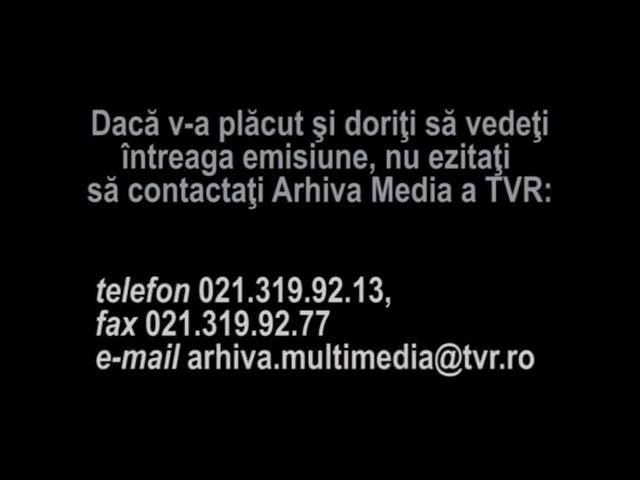 Dacă v-a plăcut şi doriţi să vedeţi
întreaga emisiune, nu ezitaţi
să contactaţi Arhiva Media a TVR:
telefon 021.319.92.13,
fax 021.319.92.77
e-mail arhiva.multimedia@tvr.ro